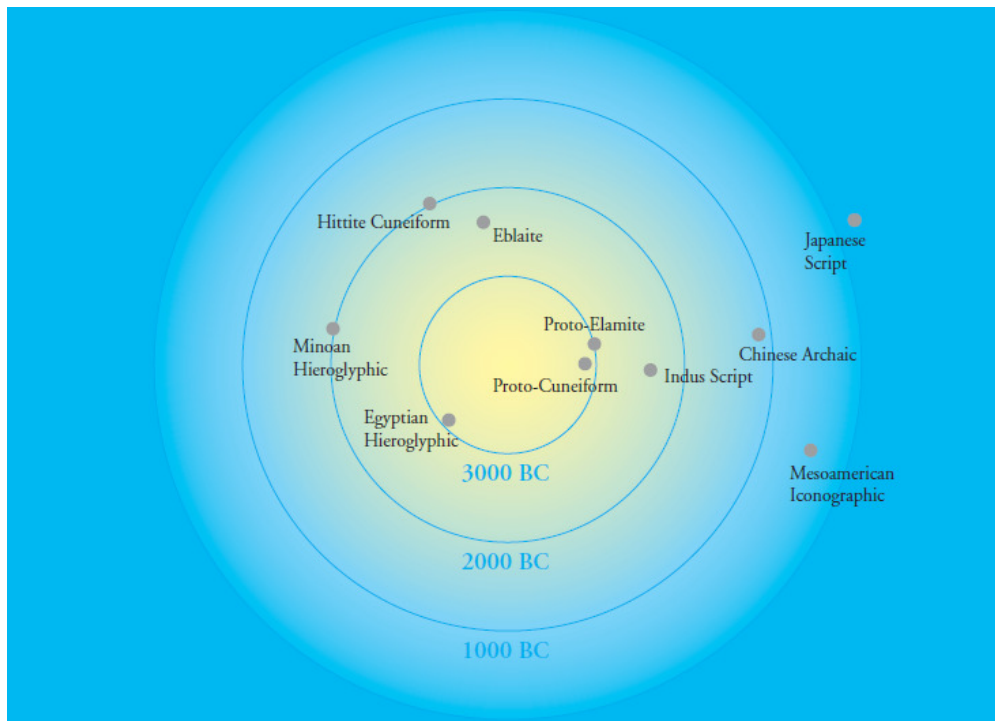 Hittite Cuneiform
Eblaite
Japanese
Script
Proto-Elamite
Minoan
Hieroglyphic
Chinese Archaic
Indus Script
Proto-Cuneiform
Egyptian
Hieroglyphic
3000 BC
Mesoamerican
Iconographic
2000 BC
1000 BC